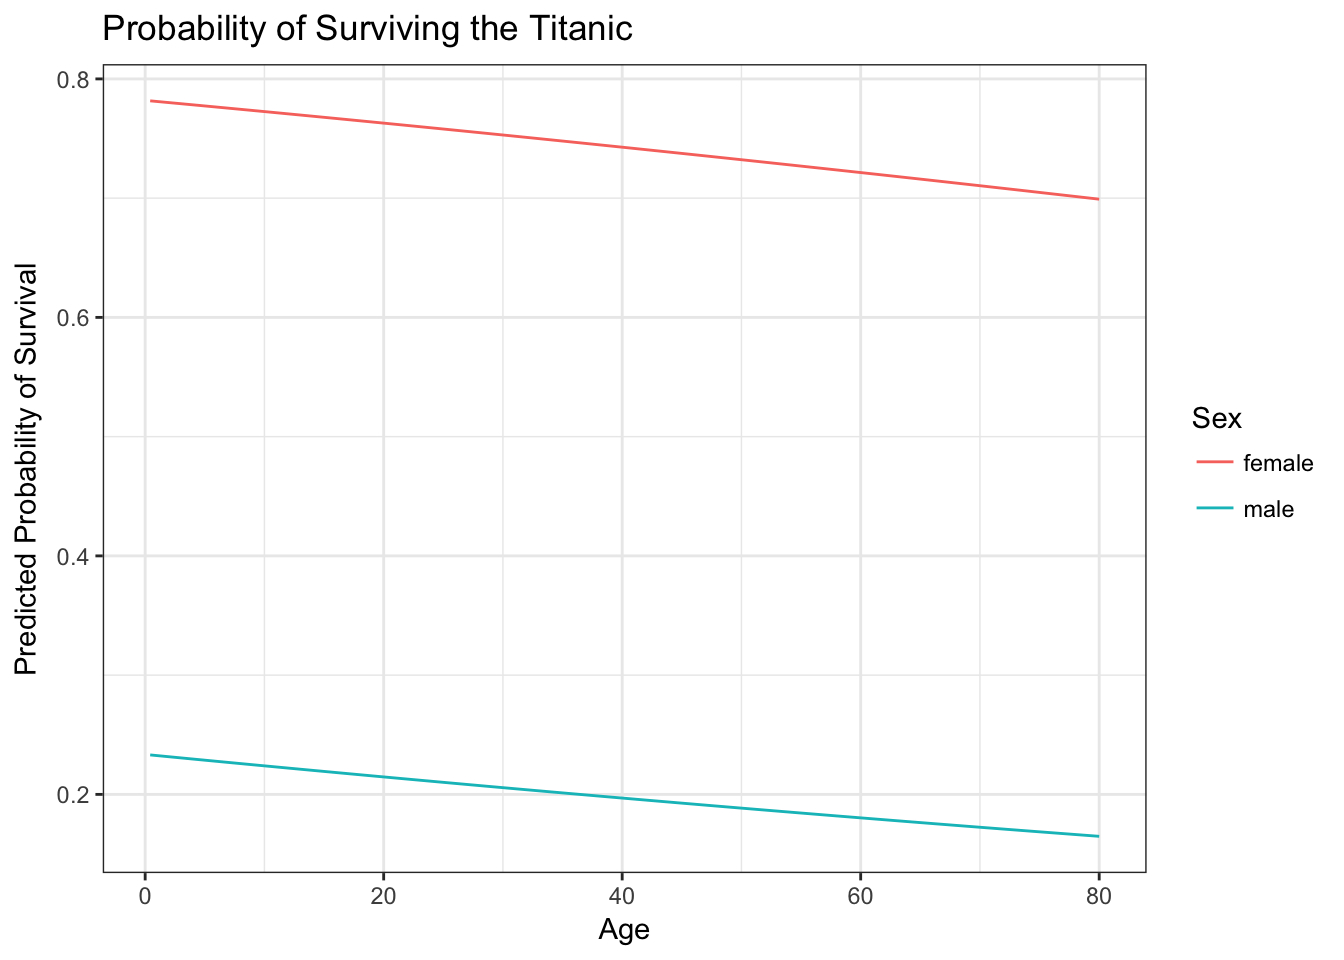 Probability of Surviving the Titanic
Predicted Probability of Survival
0.8
0.6
0.4
0.2
0 20 40 60 80
Age
Sex
female
male